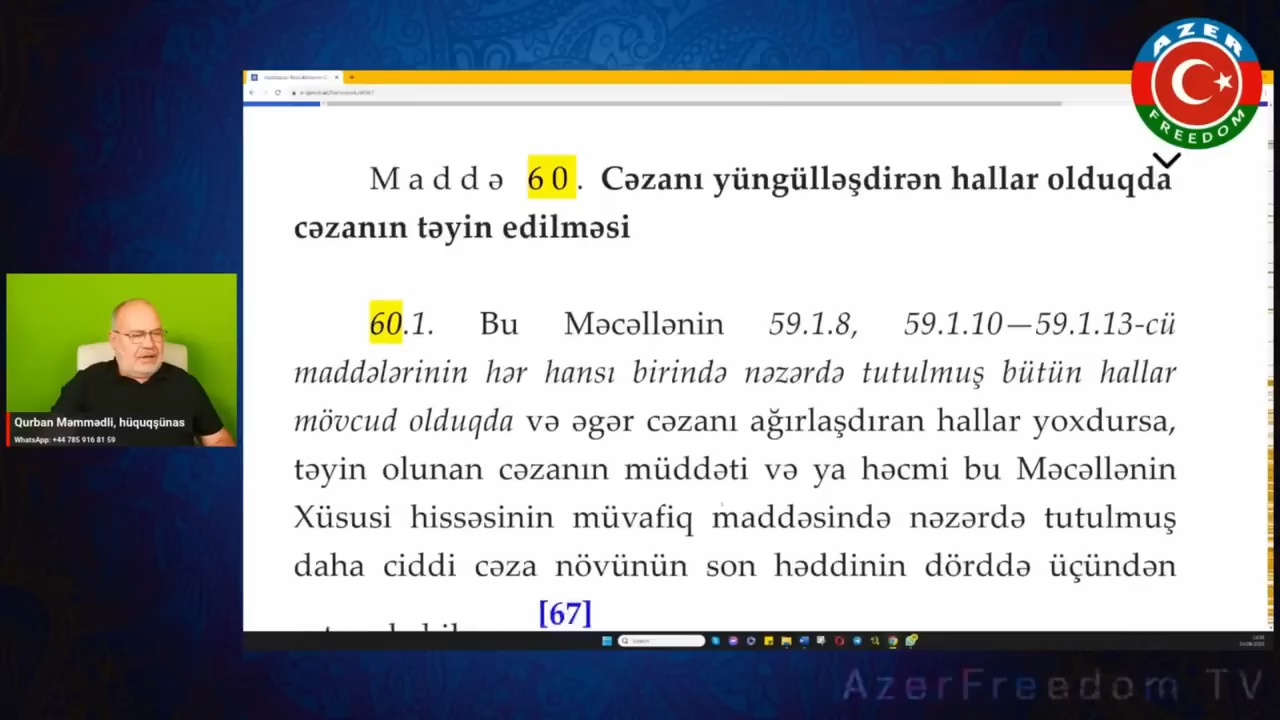 AZER
FREEDOM
Maddə 60. Cəzanı yüngülləşdirən hallar olduqda
cəzanın təyin edilməsi
60.1. Bu Məcəllənin 59.1.8, 59.1.10—59.1.13-cü
maddələrinin hər hansı birində nəzərdə tutulmuş bütün hallar
mövcud olduqda və əgər cəzanı ağırlaşdıran hallar yoxdursa,
təyin olunan cəzanın müddəti və ya həcmi bu Məcəllənin
Xüsusi hissəsinin müvafiq maddəsində nəzərdə tutulmuş
daha ciddi cəza növünün son həddinin dörddə üçündən
[67]
Qurban Məmmədli, hüquqşünas
WhatsApp: +44 785 916 81 59
Search
AzerFreedom TV